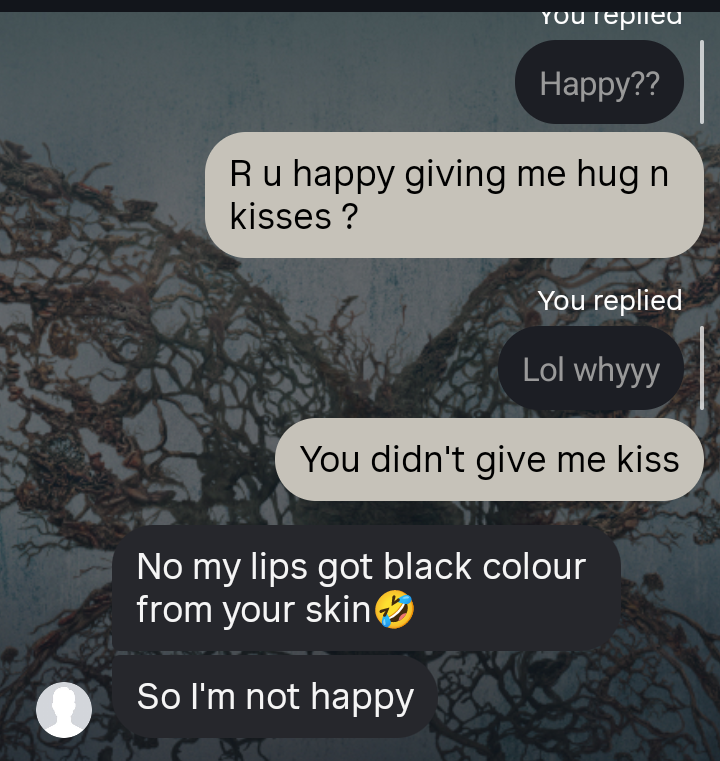 You replied
Happy??
R u happy giving me hug n
kisses ?
You replied
Lol whyyy
You didn't give me kiss
No my lips got black colour
from your skin🤣
So I'm not happy